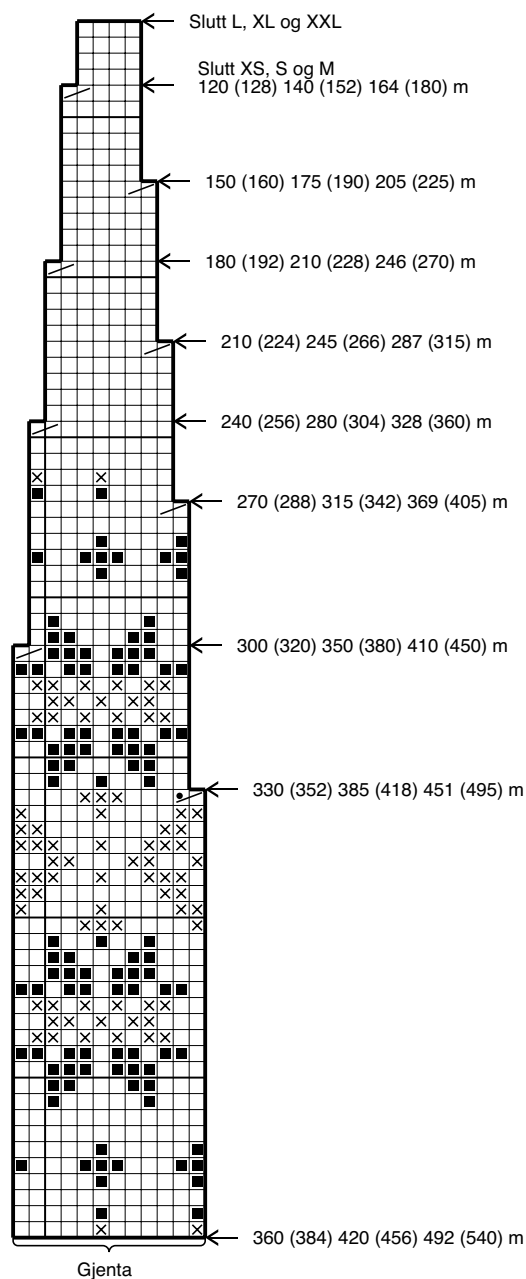 Slutt L, XL og XXL
Slutt XS, S og M
120 (128) 140 (152) 164 (180) m
150 (160) 175 (190) 205 (225) m
180 (192) 210 (228) 246 (270) m
210 (224) 245 (266) 287 (315) m
240 (256) 280 (304) 328 (360) m
270 (288) 315 (342) 369 (405) m
300 (320) 350 (380) 410 (450) m
330 (352) 385 (418) 451 (495) m
360 (384) 420 (456) 492 (540) m
Gjenta